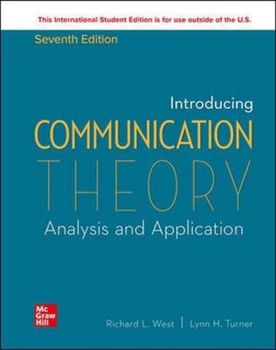 This International Student Edition is for use outside of the U.S.
Seventh Edition
Introducing
COMMUNICATION
THEORY
Analysis and Application
Mc
Graw
Hill
Richard L. West | Lynn H. Turner